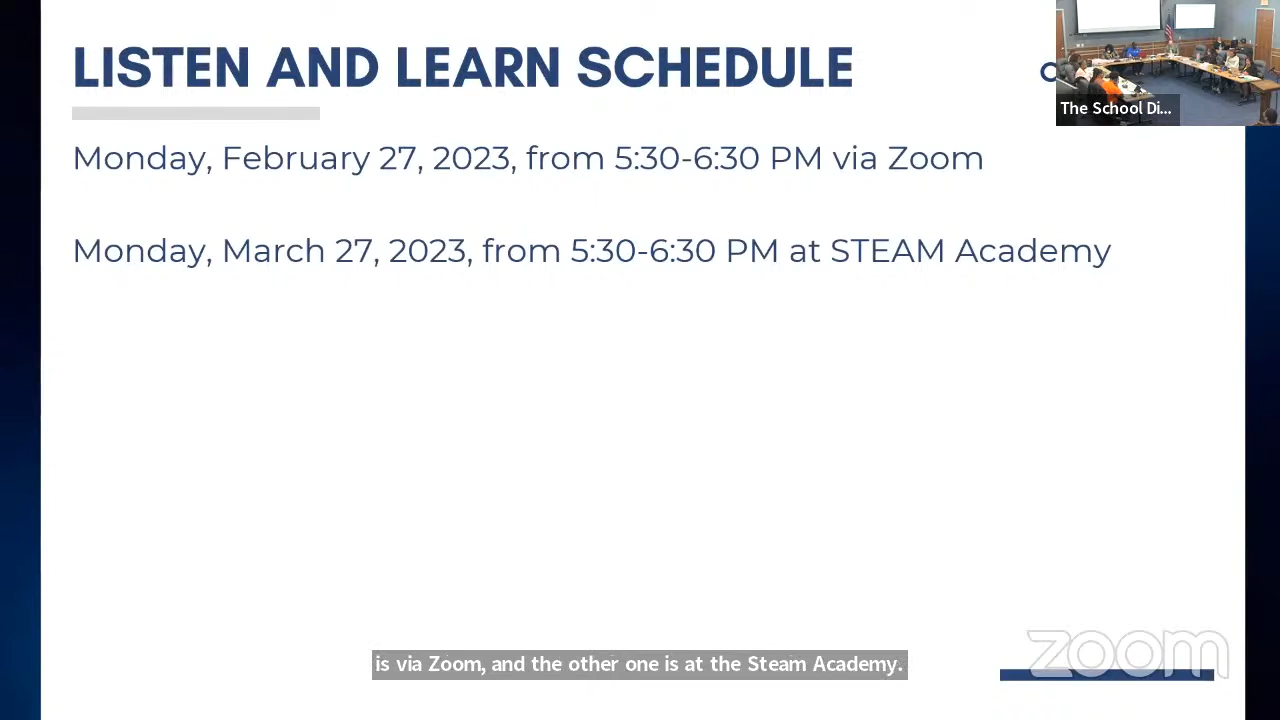 LISTEN AND LEARN SCHEDULE
The School Di...
Monday, February 27, 2023, from 5:30-6:30 PM via Zoom
Monday, March 27, 2023, from 5:30-6:30 PM at STEAM Academy
is via Zoom, and the other one is at the Steam Academy.
zoom